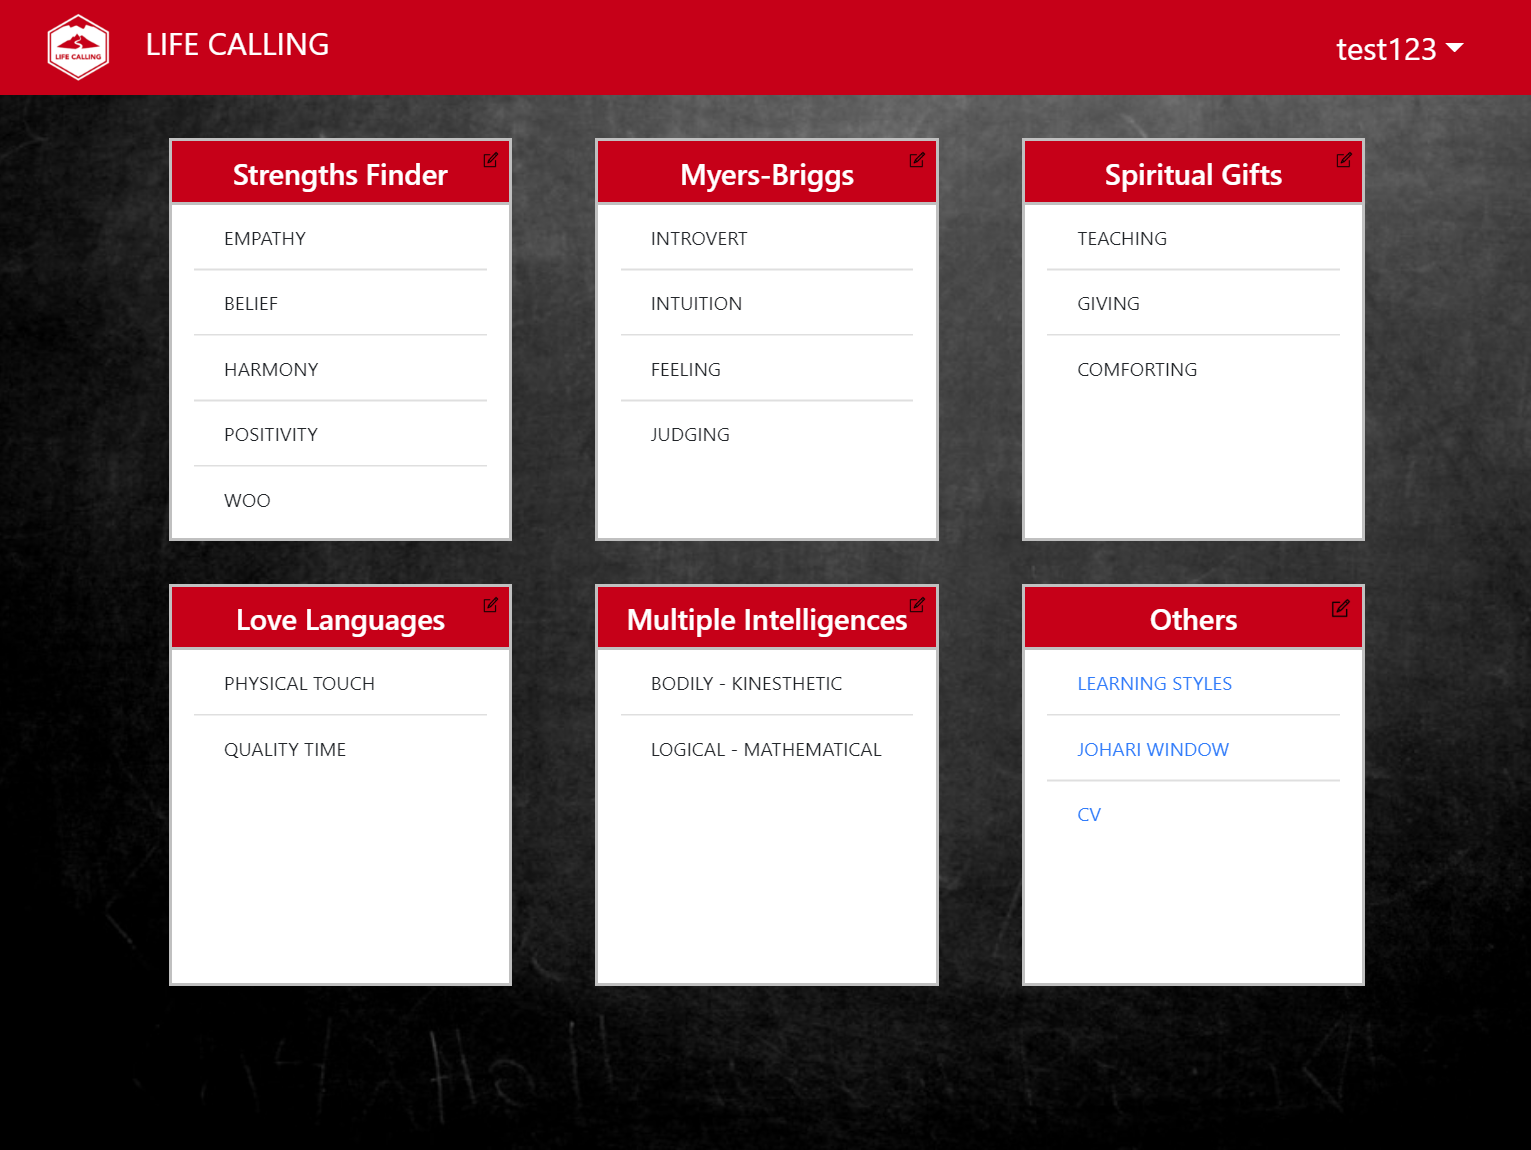 LIFE CALLING
LIFE CALLING
test123
Strengths Finder
EMPATHY
BELIEF
HARMONY
POSITIVITY
WOO
Myers-Briggs
INTROVERT
INTUITION
FEELING
JUDGING
Spiritual Gifts
TEACHING
GIVING
COMFORTING
Love Languages
PHYSICAL TOUCH
QUALITY TIME
Multiple Intelligences
BODILY - KINESTHETIC
LOGICAL - MATHEMATICAL
Others
LEARNING STYLES
JOHARI WINDOW
CV